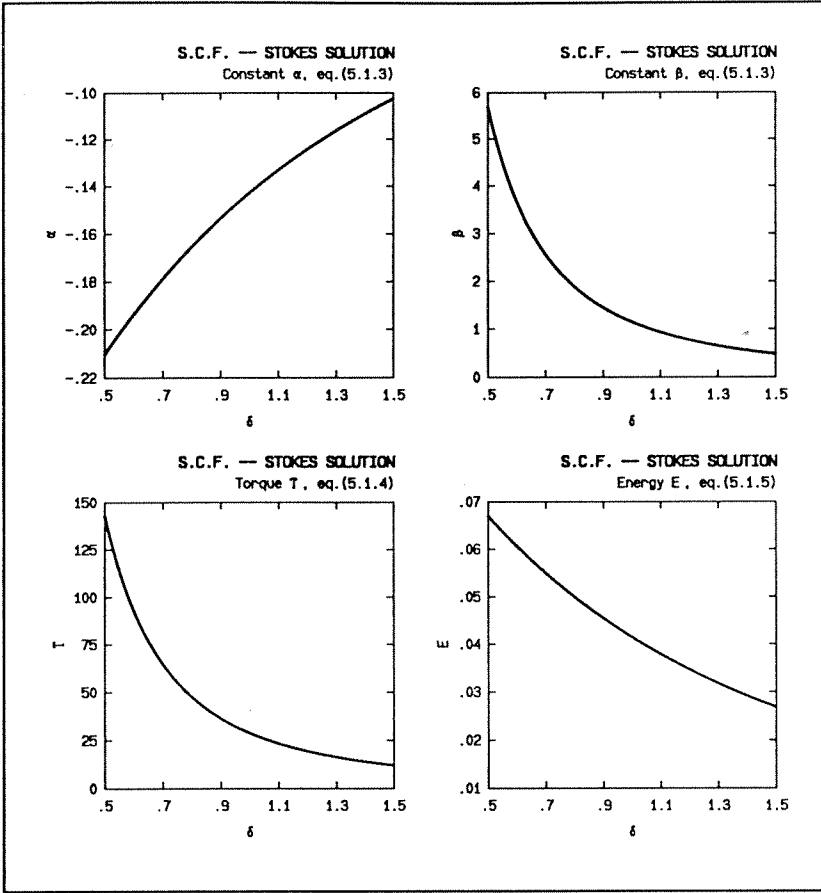 S.C.F. — STOKES SOLUTION
Constant α, eq.(5.1.3)
-.10
-.12
-.14
-.16
-.18
-.20
-.22
α
.5 .7 .9 1.1 1.3 1.5
δ
S.C.F. — STOKES SOLUTION
Constant β, eq.(5.1.3)
6
5
4
3
2
1
0
β
.5 .7 .9 1.1 1.3 1.5
δ
S.C.F. — STOKES SOLUTION
Torque T, eq.(5.1.4)
150
125
100
75
50
25
0
T
.5 .7 .9 1.1 1.3 1.5
δ
S.C.F. — STOKES SOLUTION
Energy E, eq.(5.1.5)
.07
.06
.05
.04
.03
.02
.01
E
.5 .7 .9 1.1 1.3 1.5
δ